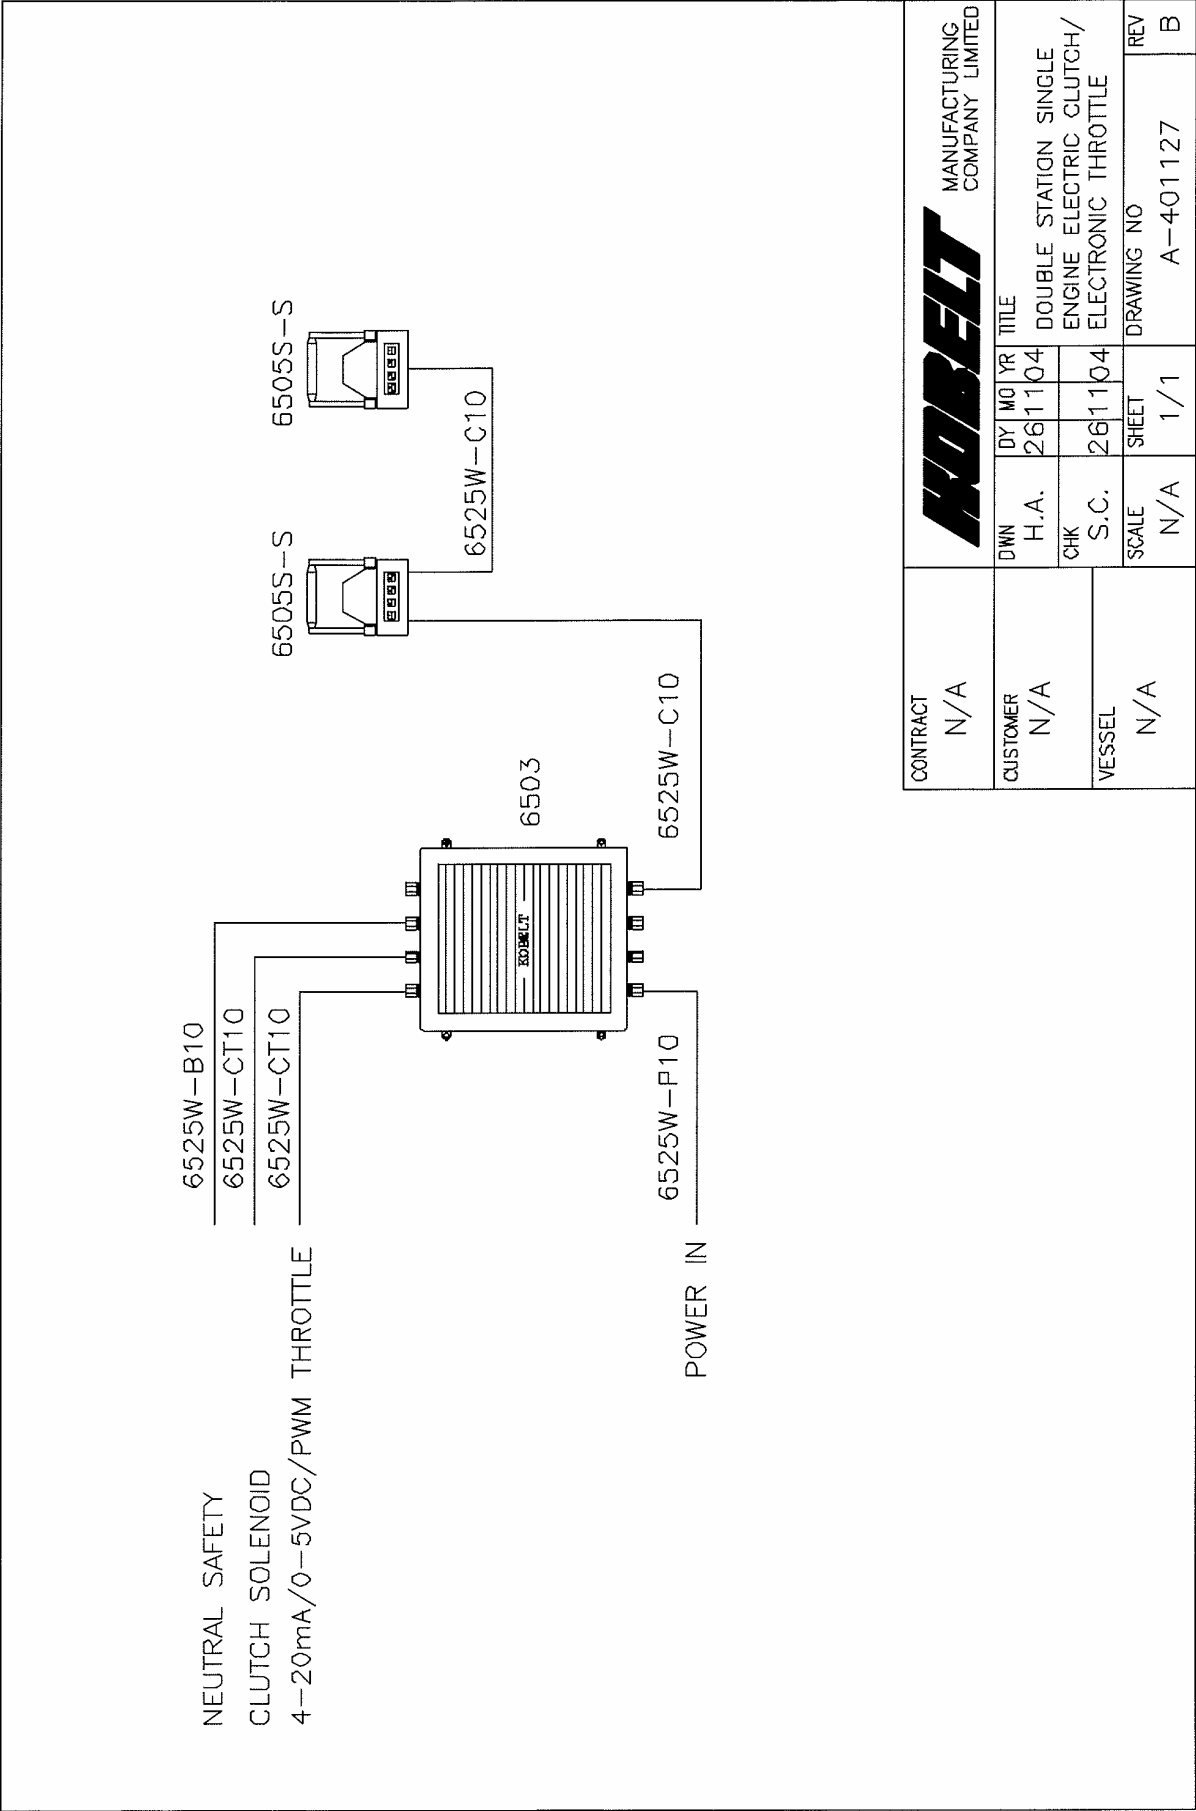 NEUTRAL SAFETY
6525W-B10
CLUTCH SOLENOID
6525W-CT10
4-20mA/0-5VDC/PWM THROTTLE
6525W-CT10
6505S-S
6505S-S
6525W-C10
KOBELT
6503
POWER IN
6525W-P10
6525W-C10
CONTRACT
N/A
CUSTOMER
N/A
VESSEL
N/A
KOBELT
MANUFACTURING
COMPANY LIMITED
DWN
H.A.
DY MO YR
26 11 04
CHK
S.C.
26 11 04
TITLE
DOUBLE STATION SINGLE
ENGINE ELECTRIC CLUTCH/
ELECTRONIC THROTTLE
SCALE
N/A
SHEET
1/1
DRAWING NO
A-401127
REV
B